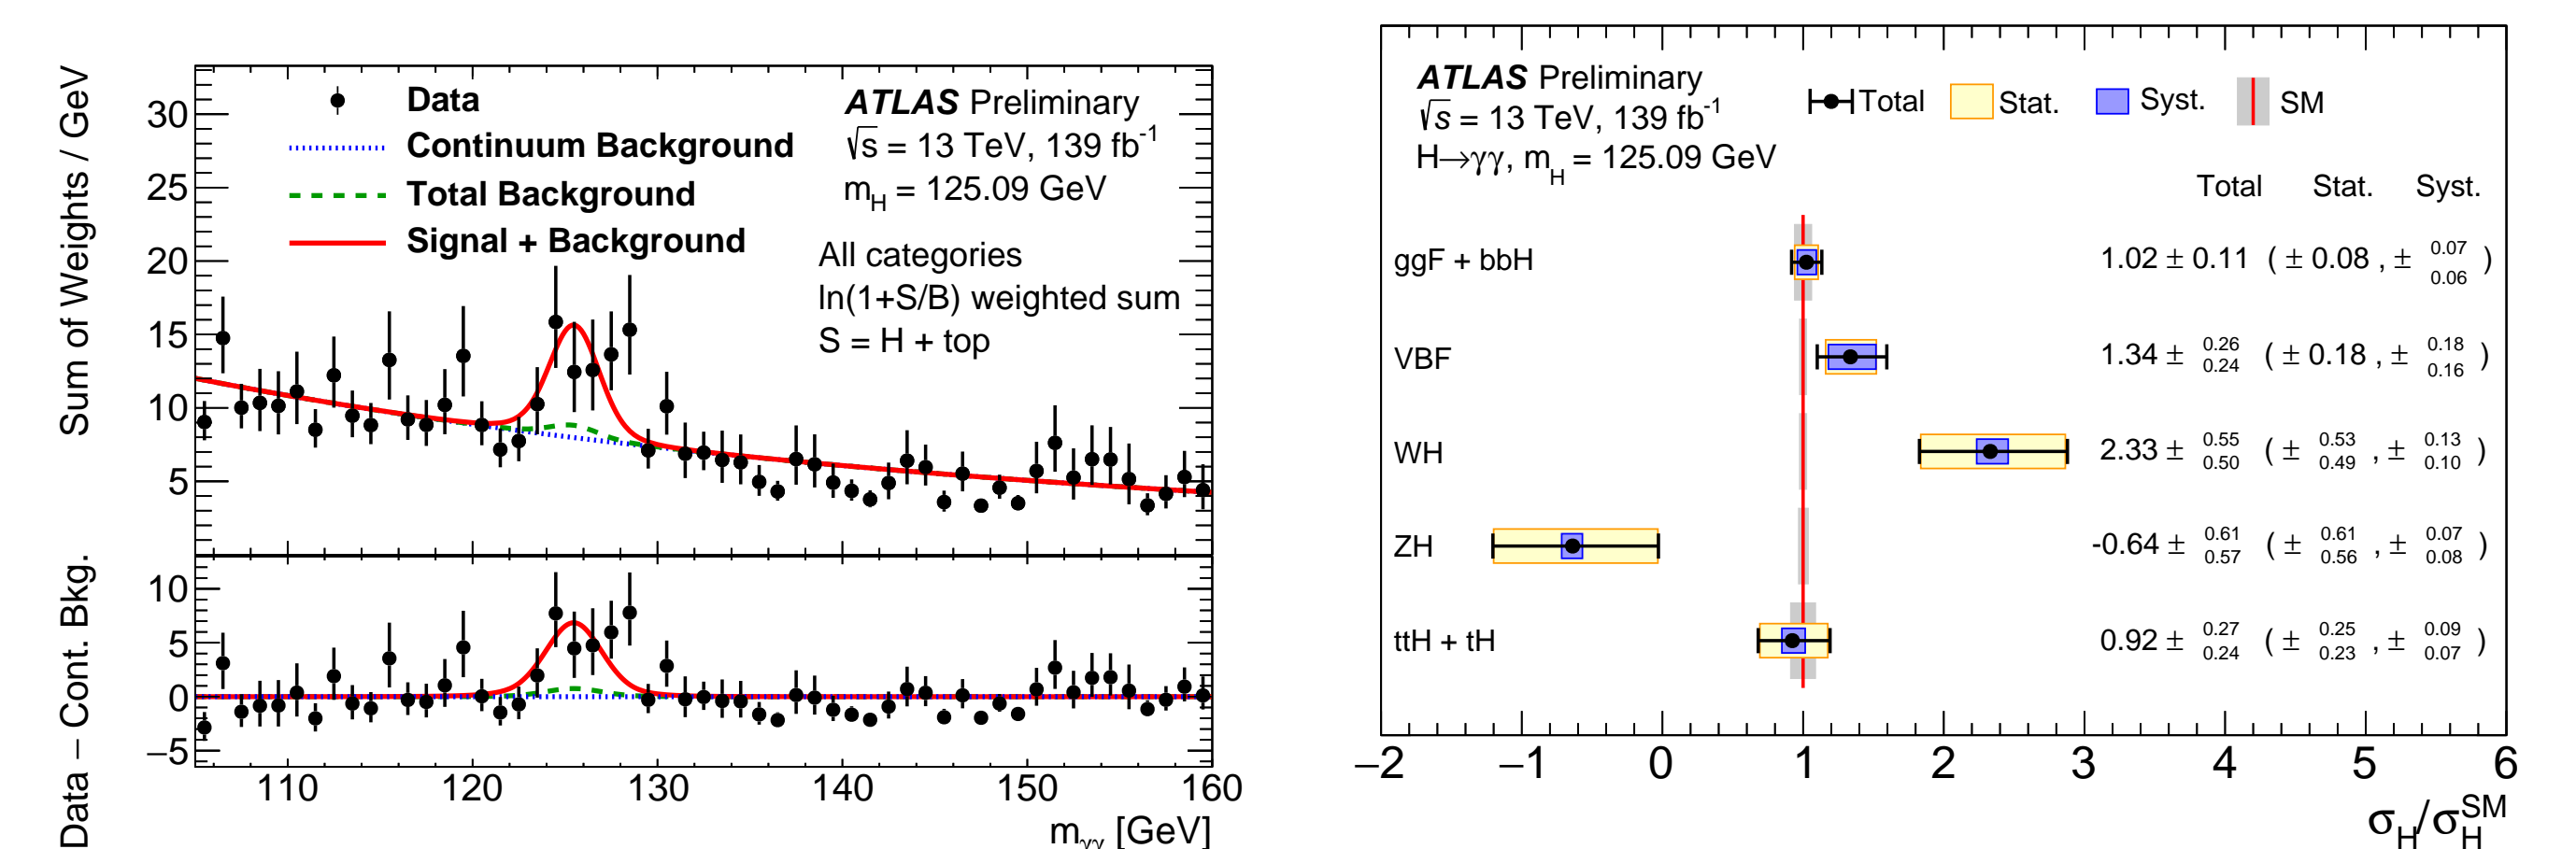 Sum of Weights / GeV
30
25
20
15
10
5
Data
Continuum Background
Total Background
Signal + Background
ATLAS Preliminary
√s = 13 TeV, 139 fb⁻¹
m_H = 125.09 GeV
All categories
ln(1+S/B) weighted sum
S = H + top
Data − Cont. Bkg.
10
5
0
−5
110 120 130 140 150 160
m_γγ [GeV]
ATLAS Preliminary
√s = 13 TeV, 139 fb⁻¹
H→γγ, m_H = 125.09 GeV
Total Stat. Syst. SM
Total Stat. Syst.
ggF + bbH 1.02 ± 0.11 ( ± 0.08 , ± 0.07 0.06 )
VBF 1.34 ± 0.26 0.24 ( ± 0.18 , ± 0.18 0.16 )
WH 2.33 ± 0.55 0.50 ( ± 0.53 0.49 , ± 0.13 0.10 )
ZH -0.64 ± 0.61 0.57 ( ± 0.61 0.56 , ± 0.07 0.08 )
ttH + tH 0.92 ± 0.27 0.24 ( ± 0.25 0.23 , ± 0.09 0.07 )
−2 −1 0 1 2 3 4 5 6
σ_H/σ_H^SM